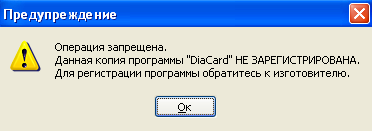 Предупреждение
Операция запрещена.
Данная копия программы "DiaCard" НЕ ЗАРЕГИСТРИРОВАНА.
Для регистрации программы обратитесь к изготовителю.
Ok